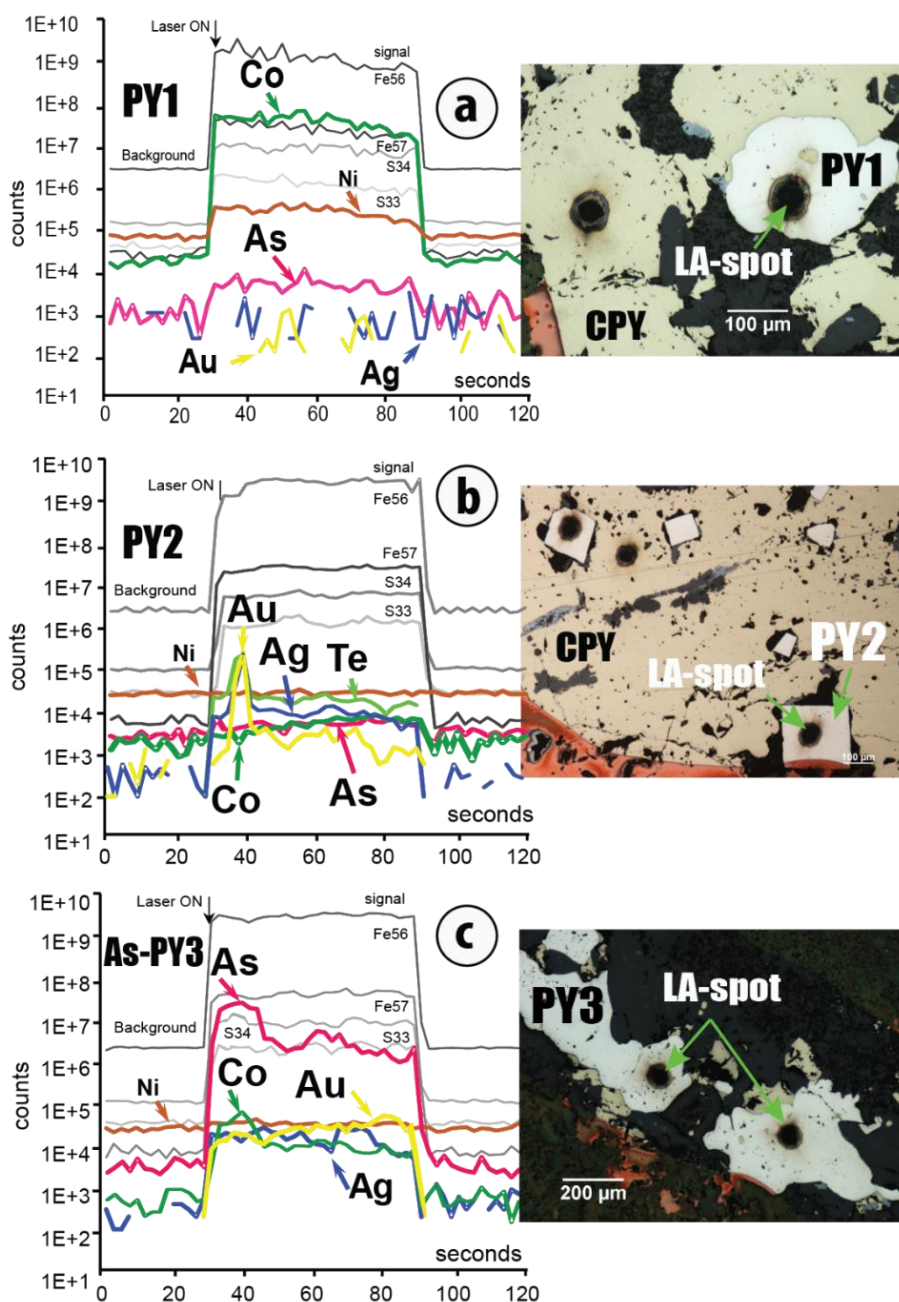 1E+10
1E+9
1E+8
1E+7
1E+6
1E+5
1E+4
1E+3
1E+2
1E+1
counts
Laser ON
signal
Fe56
Co
PY1
a
Background
Fe57
S34
Ni
S33
As
Au
Ag
seconds
0 20 40 60 80 100 120
PY1
LA-spot
CPY
100 µm
1E+10
1E+9
1E+8
1E+7
1E+6
1E+5
1E+4
1E+3
1E+2
1E+1
counts
signal
Laser ON
Fe56
b
PY2
Fe57
Background
S34
Au
S33
Ni
Ag
Te
Co
As
seconds
0 20 40 60 80 100 120
CPY
PY2
LA-spot
100 µm
1E+10
1E+9
1E+8
1E+7
1E+6
1E+5
1E+4
1E+3
1E+2
1E+1
counts
Laser ON
signal
Fe56
c
As-PY3
As
Fe57
Background
S34
S33
Co
Au
Ni
Ag
seconds
0 20 40 60 80 100 120
PY3
LA-spot
200 µm